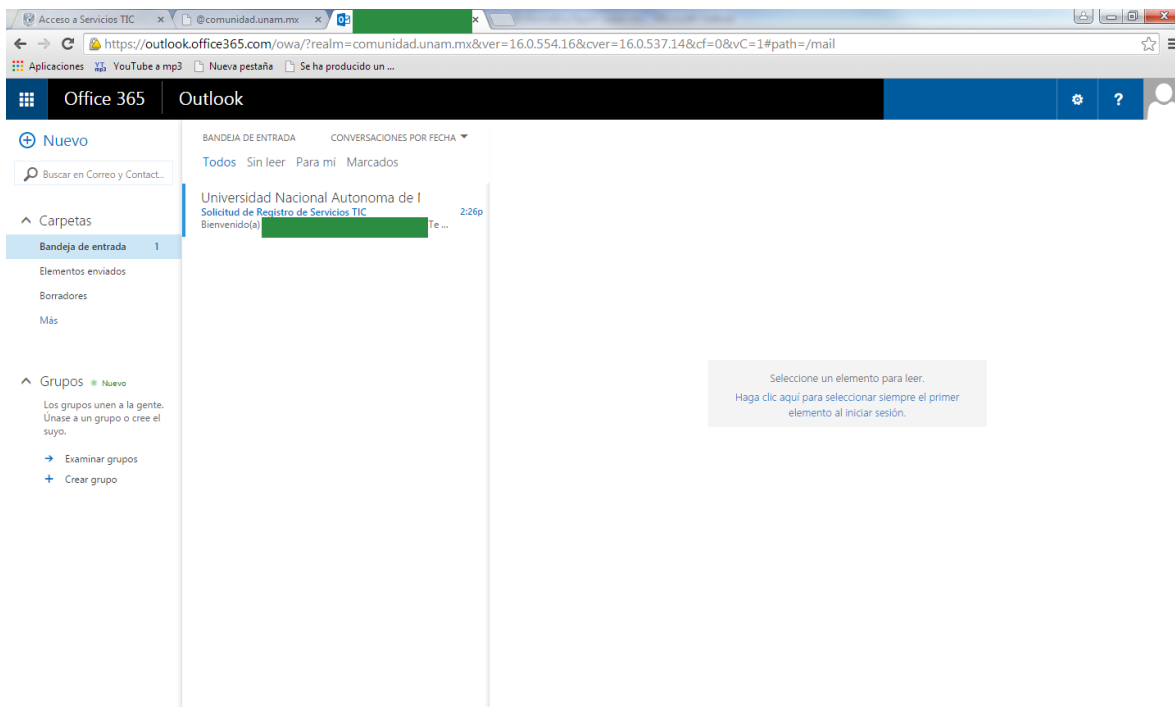 Acceso a Servicios TIC
@comunidad.unam.mx
https://outlook.office365.com/owa/?realm=comunidad.unam.mx&ver=16.0.554.16&cver=16.0.537.14&cf=0&vC=1#path=/mail
Aplicaciones YouTube a mp3 Nueva pestaña Se ha producido un ...
Office 365 Outlook ?
Nuevo
BANDEJA DE ENTRADA CONVERSACIONES POR FECHA
Todos Sin leer Para mí Marcados
Buscar en Correo y Contact...
Universidad Nacional Autonoma de
Solicitud de Registro de Servicios TIC 2:26p
Bienvenido(a) Te ...
Carpetas
Bandeja de entrada 1
Elementos enviados
Borradores
Más
Grupos Nuevo
Los grupos unen a la gente.
Únase a un grupo o cree el
suyo.
Examinar grupos
Crear grupo
Seleccione un elemento para leer.
Haga clic aquí para seleccionar siempre el primer
elemento al iniciar sesión.